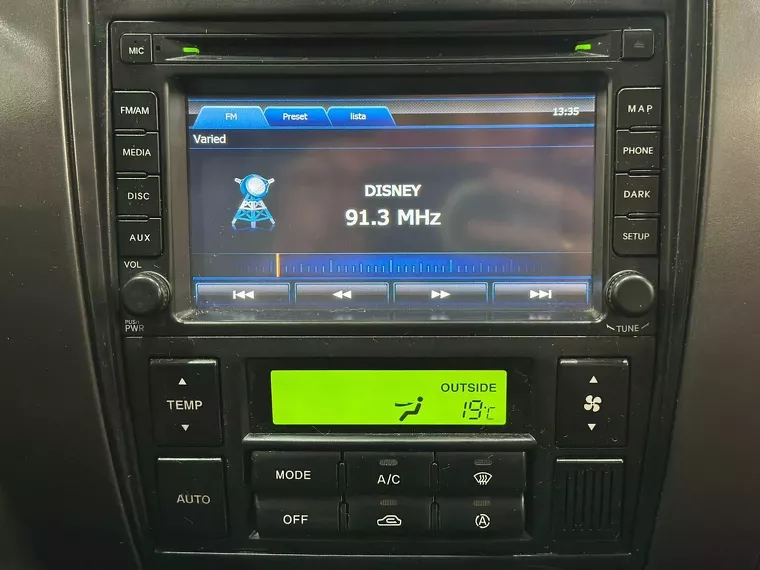 MIC
FM/AM
MEDIA
DISC
AUX
VOL
PUSH
PWR
FM Preset lista 13:35
Varied
DISNEY
91.3 MHz
MAP
PHONE
DARK
SETUP
TUNE
TEMP
OUTSIDE
19°C
AUTO
MODE
A/C
OFF
A